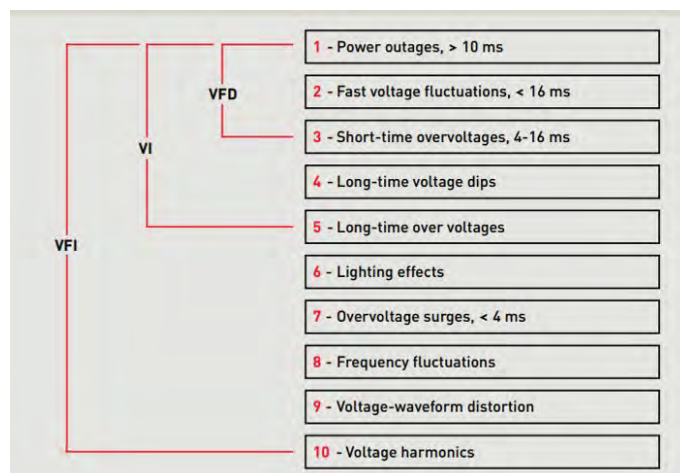 1 - Power outages, > 10 ms
2 - Fast voltage fluctuations, < 16 ms
VFD
3 - Short-time overvoltages, 4-16 ms
VI
4 - Long-time voltage dips
5 - Long-time over voltages
VFI
6 - Lighting effects
7 - Overvoltage surges, < 4 ms
8 - Frequency fluctuations
9 - Voltage-waveform distortion
10 - Voltage harmonics